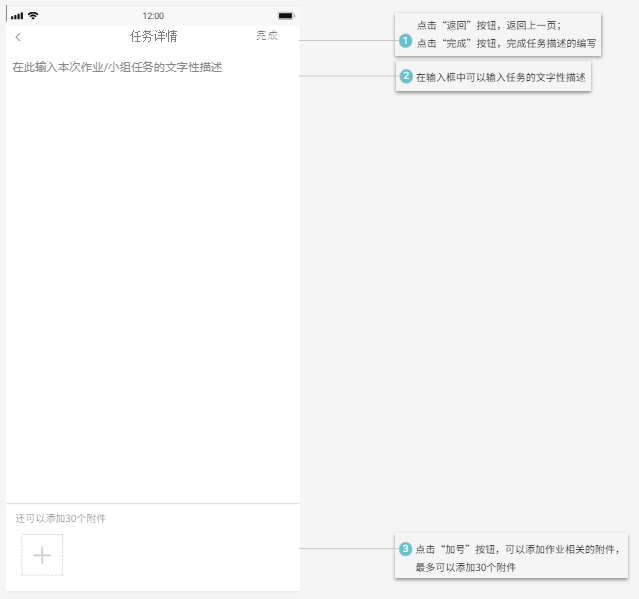 12:00
任务详情
完成
在此输入本次作业/小组任务的文字性描述
还可以添加30个附件
点击“返回”按钮，返回上一页；
1
点击“完成”按钮，完成任务描述的编写
2
在输入框中可以输入任务的文字性描述
3
点击“加号”按钮，可以添加作业相关的附件，
最多可以添加30个附件